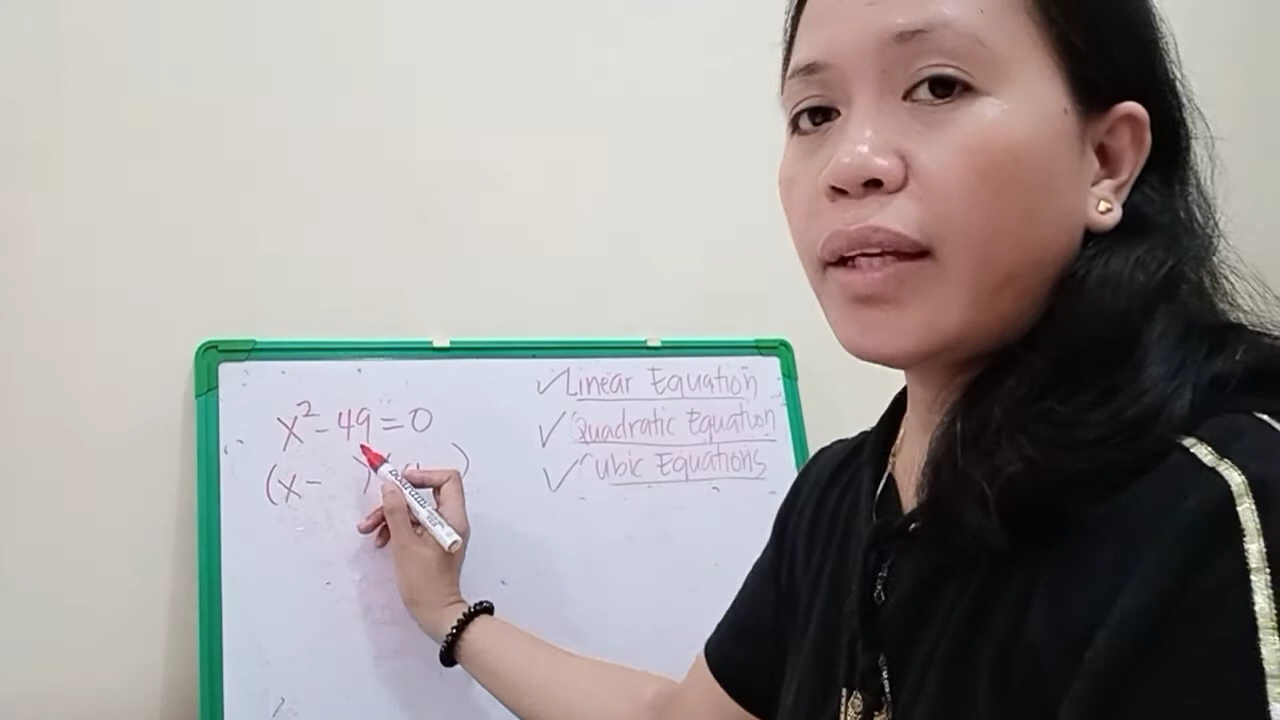 x² - 49 = 0
(x -   ) (   )
✓ Linear Equation
✓ Quadratic Equation
✓ Cubic Equations